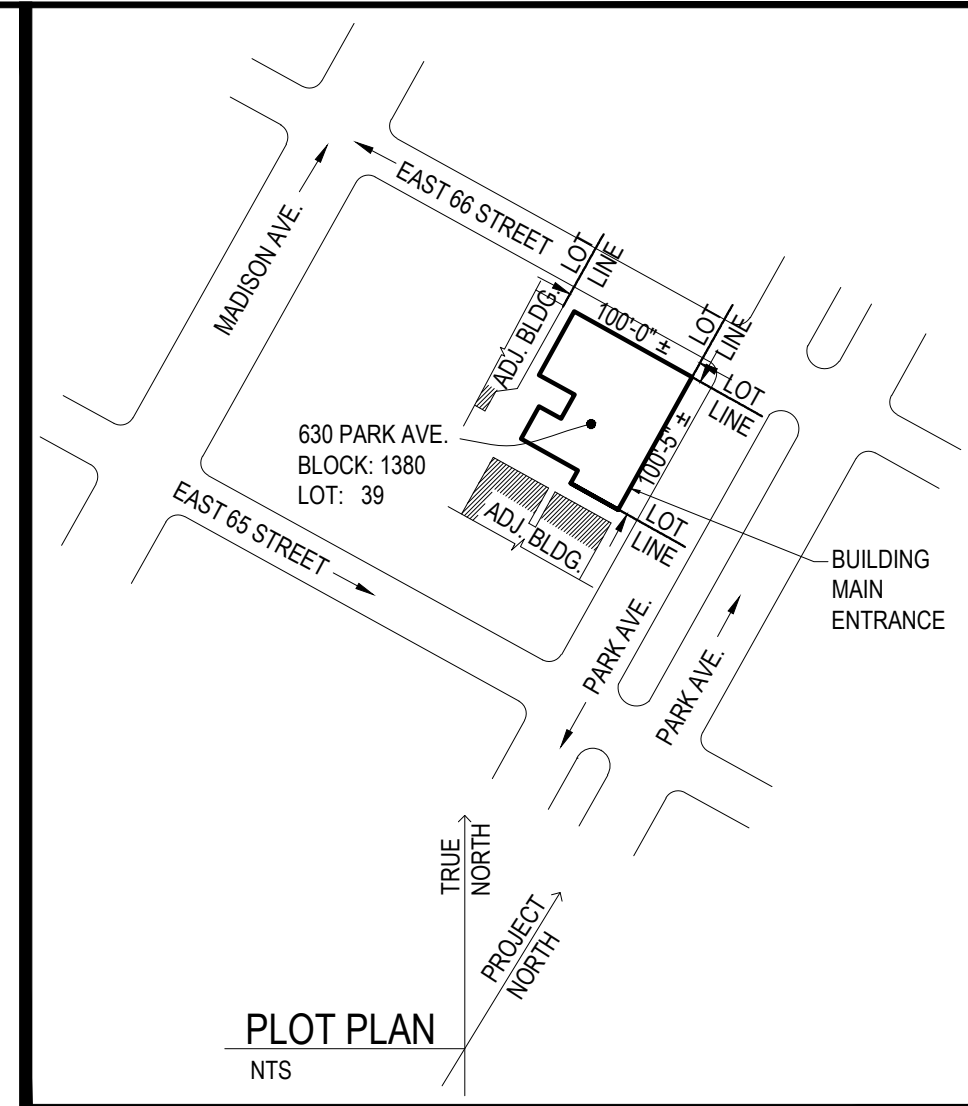 EAST 66 STREET
MADISON AVE.
LOT
LINE
LOT
LINE
ADJ. BLDG.
100'-0" ±
LOT
LINE
100'-5" ±
630 PARK AVE.
BLOCK: 1380
LOT: 39
EAST 65 STREET
ADJ. BLDG.
LOT
LINE
BUILDING
MAIN
ENTRANCE
PARK AVE.
PARK AVE.
TRUE
NORTH
PROJECT
NORTH
PLOT PLAN
NTS